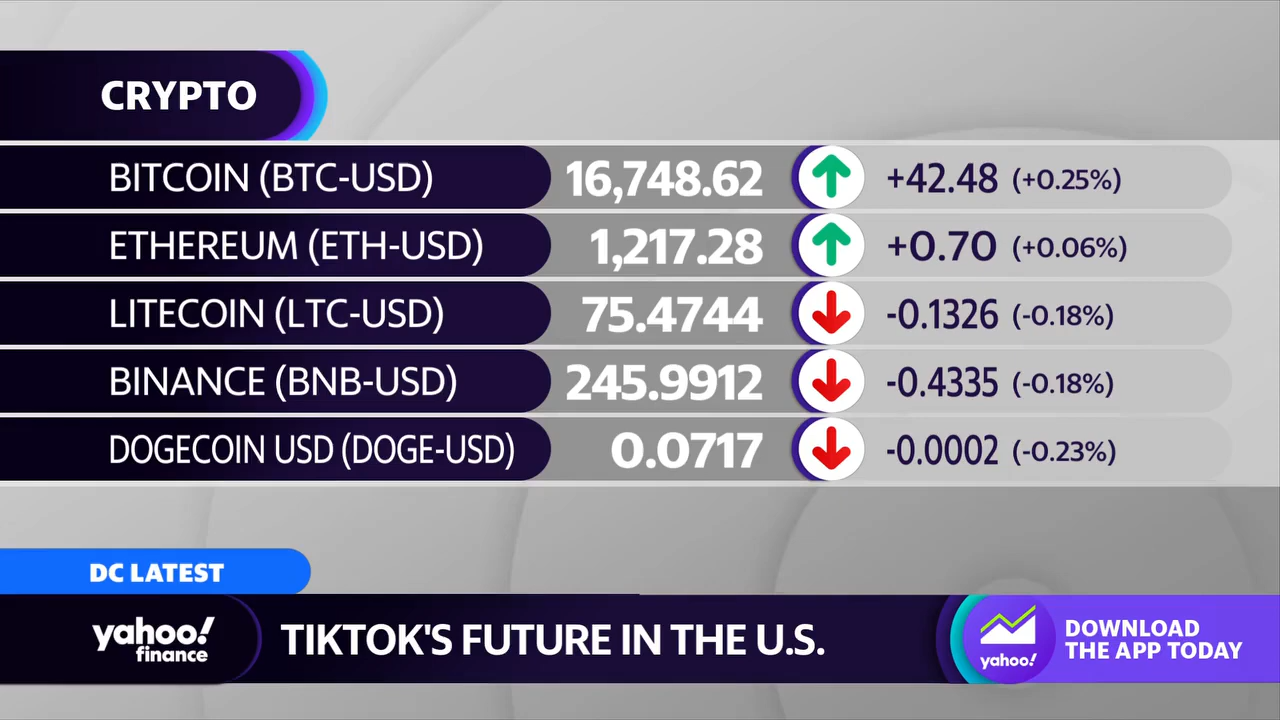 CRYPTO
BITCOIN (BTC-USD) 16,748.62 +42.48 (+0.25%)
ETHEREUM (ETH-USD) 1,217.28 +0.70 (+0.06%)
LITECOIN (LTC-USD) 75.4744 -0.1326 (-0.18%)
BINANCE (BNB-USD) 245.9912 -0.4335 (-0.18%)
DOGECOIN USD (DOGE-USD) 0.0717 -0.0002 (-0.23%)
DC LATEST
yahoo!
finance
TIKTOK'S FUTURE IN THE U.S.
yahoo!
DOWNLOAD
THE APP TODAY